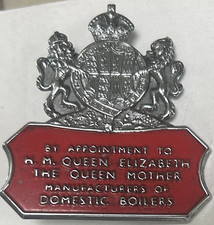 BY APPOINTMENT TO
H.M. QUEEN ELIZABETH
THE QUEEN MOTHER
MANUFACTURERS OF
DOMESTIC BOILERS